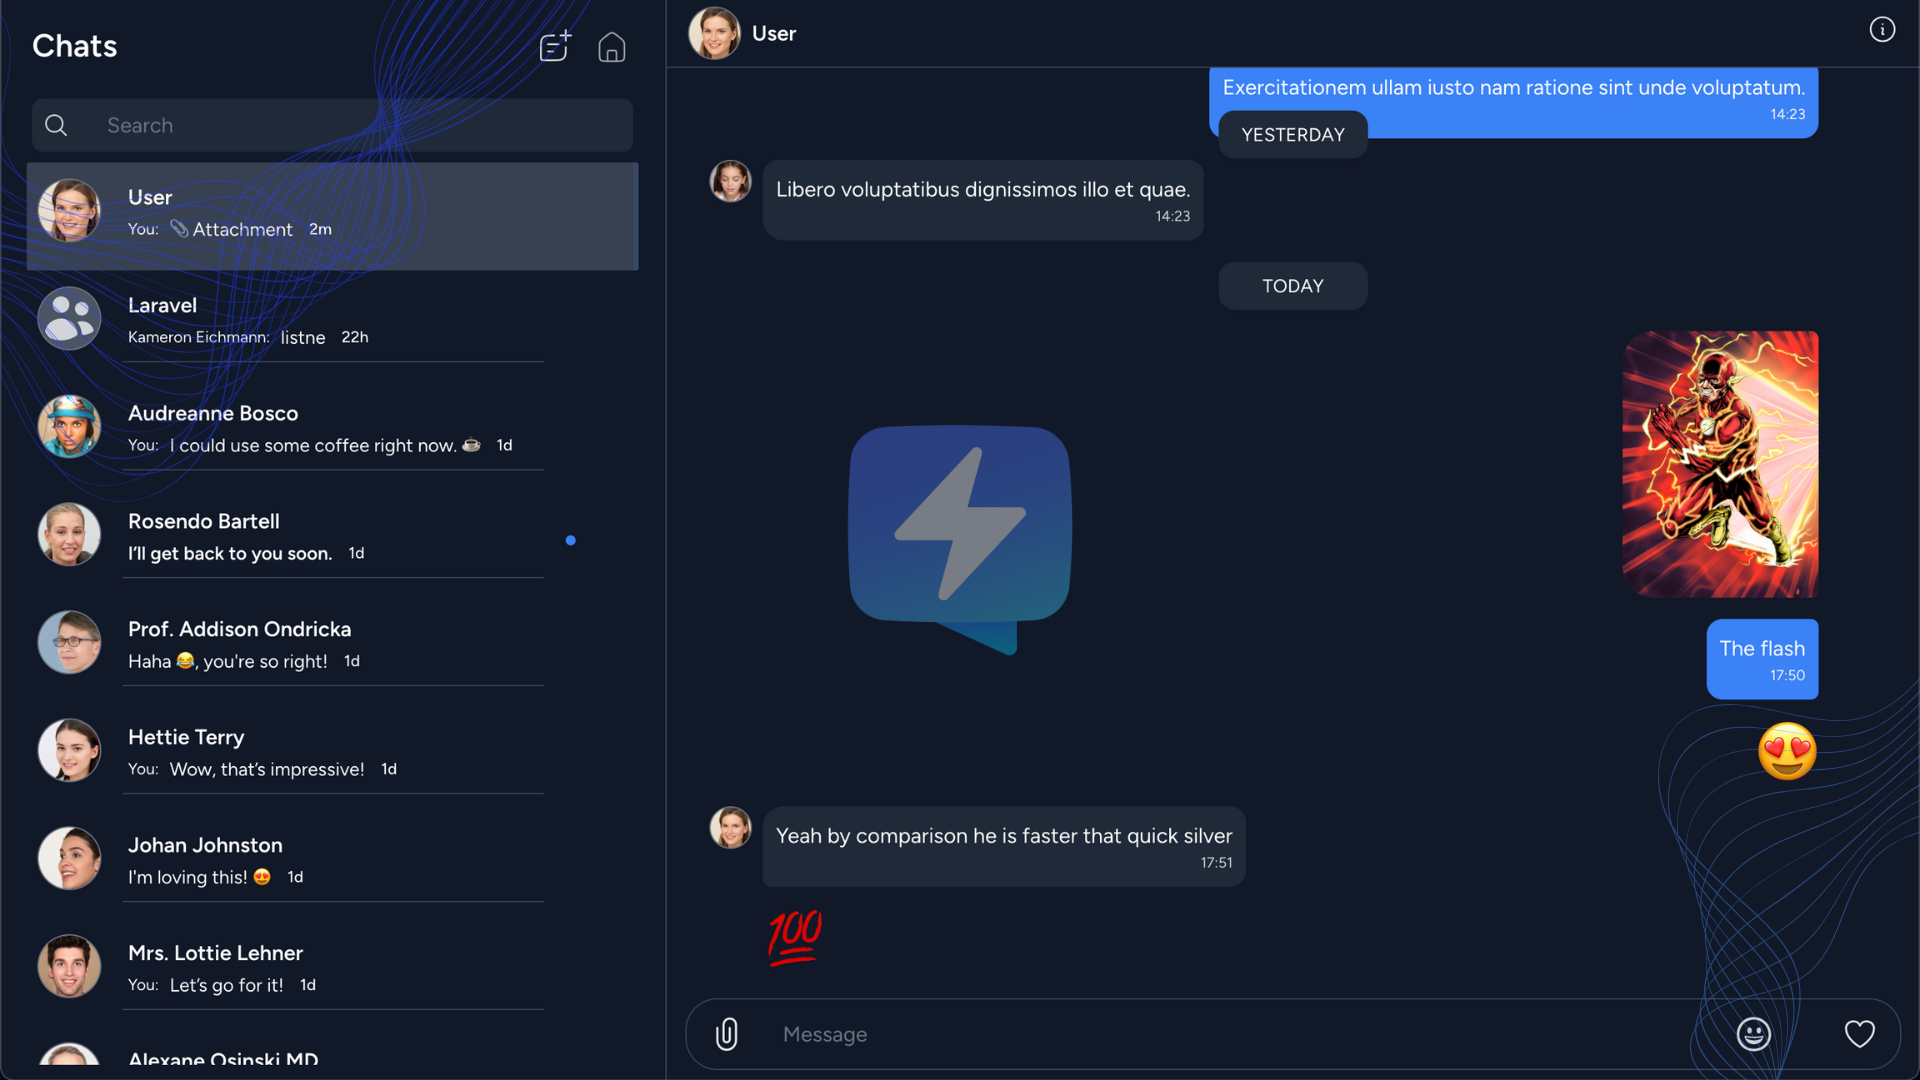 Chats
Search
User
You: 📎Attachment 2m
Laravel
Kameron Eichmann: listne 22h
Audreanne Bosco
You: I could use some coffee right now. ☕ 1d
Rosendo Bartell
I'll get back to you soon. 1d
Prof. Addison Ondricka
Haha 😂, you're so right! 1d
Hettie Terry
You: Wow, that's impressive! 1d
Johan Johnston
I'm loving this! 😍 1d
Mrs. Lottie Lehner
You: Let's go for it! 1d
Alexane Osinski MD
User
Exercitationem ullam iusto nam ratione sint unde voluptatum.
14:23
YESTERDAY
Libero voluptatibus dignissimos illo et quae.
14:23
TODAY
The flash
17:50
😍
Yeah by comparison he is faster that quick silver
17:51
💯
Message